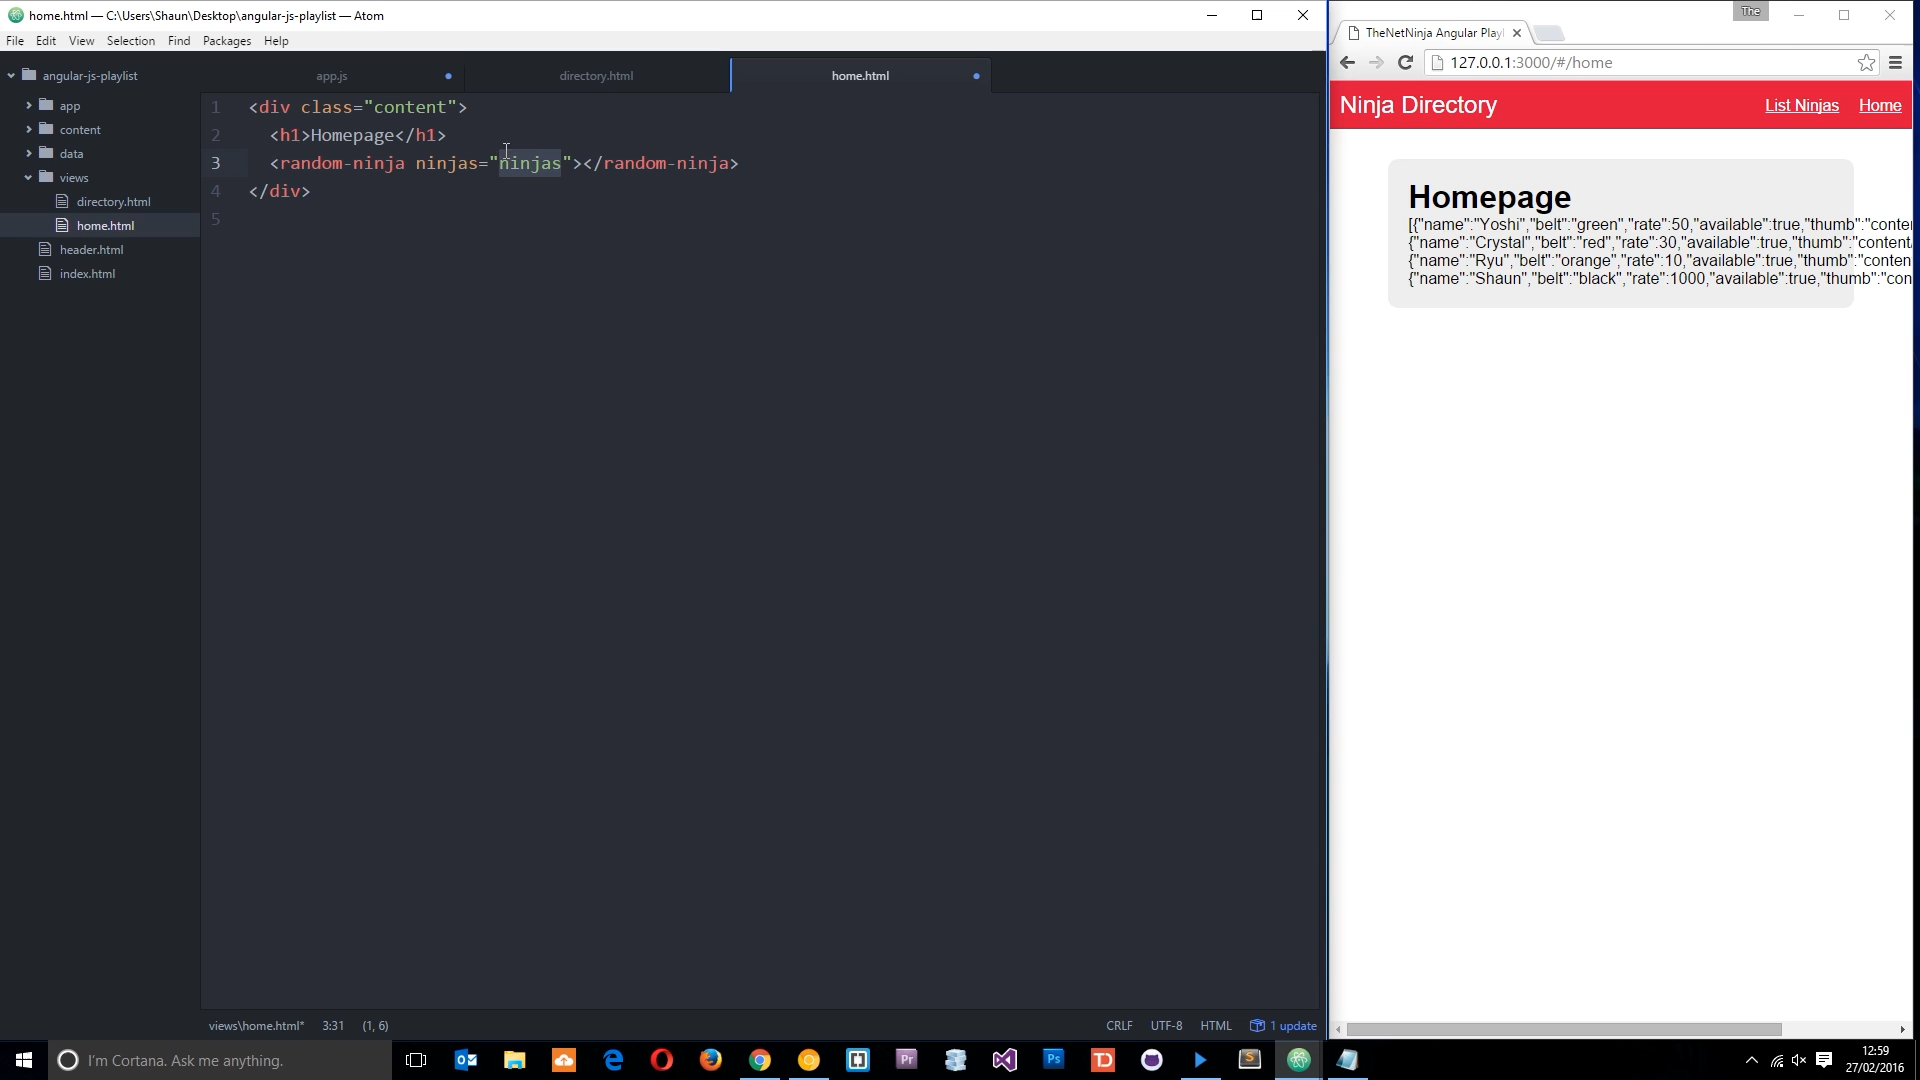 home.html — C:\Users\Shaun\Desktop\angular-js-playlist — Atom
File Edit View Selection Find Packages Help
angular-js-playlist
app
content
data
views
directory.html
home.html
header.html
index.html
app.js
directory.html
home.html
1 <div class="content">
2 <h1>Homepage</h1>
3 <random-ninja ninjas="ninjas"></random-ninja>
4 </div>
5
views\home.html* 3:31 (1, 6)
CRLF UTF-8 HTML 1 update
The
TheNetNinja Angular Play
127.0.0.1:3000/#/home
Ninja Directory
List Ninjas Home
Homepage
[{"name":"Yoshi","belt":"green","rate":50,"available":true,"thumb":"conte
{"name":"Crystal","belt":"red","rate":30,"available":true,"thumb":"content
{"name":"Ryu","belt":"orange","rate":10,"available":true,"thumb":"conten
{"name":"Shaun","belt":"black","rate":1000,"available":true,"thumb":"con
I'm Cortana. Ask me anything.
Pr
Ps
TD
S
12:59
27/02/2016